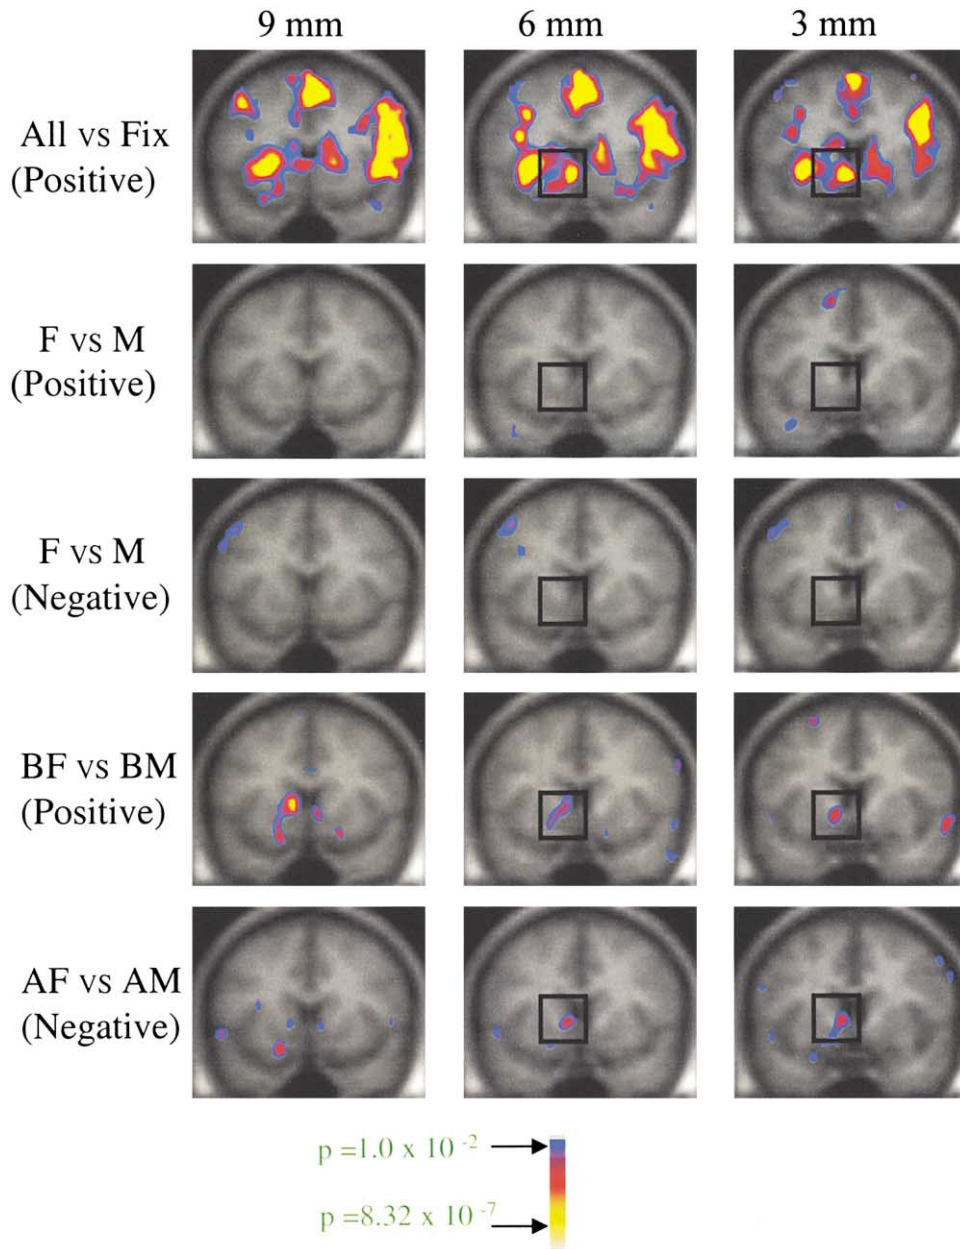 9 mm 6 mm 3 mm
All vs Fix
(Positive)
F vs M
(Positive)
F vs M
(Negative)
BF vs BM
(Positive)
AF vs AM
(Negative)
p =1.0 x 10 -2
p =8.32 x 10 -7